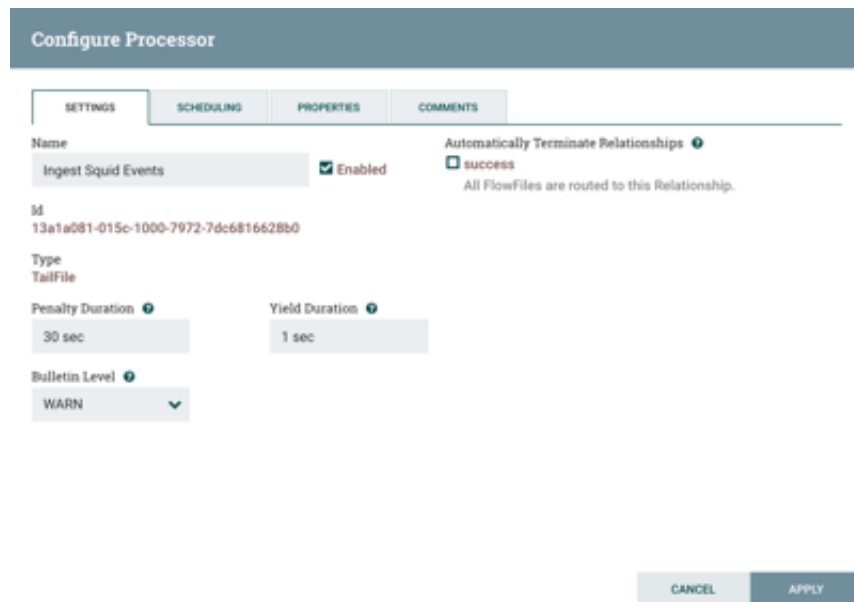 Configure Processor
SETTINGS
SCHEDULING
PROPERTIES
COMMENTS
Name
Ingest Squid Events
Enabled
Id
13a1a081-015c-1000-7972-7dc6816628b0
Type
TailFile
Penalty Duration
Yield Duration
30 sec
1 sec
Bulletin Level
WARN
Automatically Terminate Relationships
success
All FlowFiles are routed to this Relationship.
CANCEL
APPLY